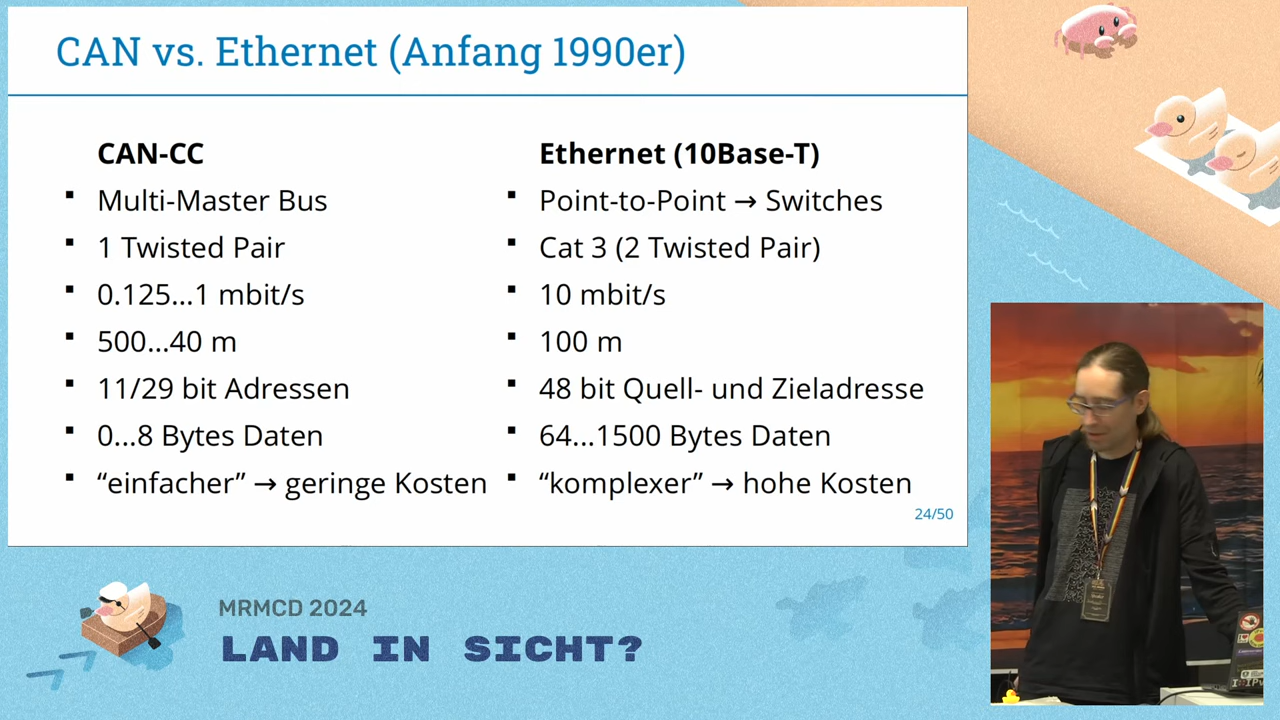 CAN vs. Ethernet (Anfang 1990er)
CAN-CC
▪ Multi-Master Bus
▪ 1 Twisted Pair
▪ 0.125...1 mbit/s
▪ 500...40 m
▪ 11/29 bit Adressen
▪ 0...8 Bytes Daten
▪ “einfacher” → geringe Kosten
Ethernet (10Base-T)
▪ Point-to-Point → Switches
▪ Cat 3 (2 Twisted Pair)
▪ 10 mbit/s
▪ 100 m
▪ 48 bit Quell- und Zieladresse
▪ 64...1500 Bytes Daten
▪ “komplexer” → hohe Kosten
24/50
MRMCD 2024
LAND IN SICHT?